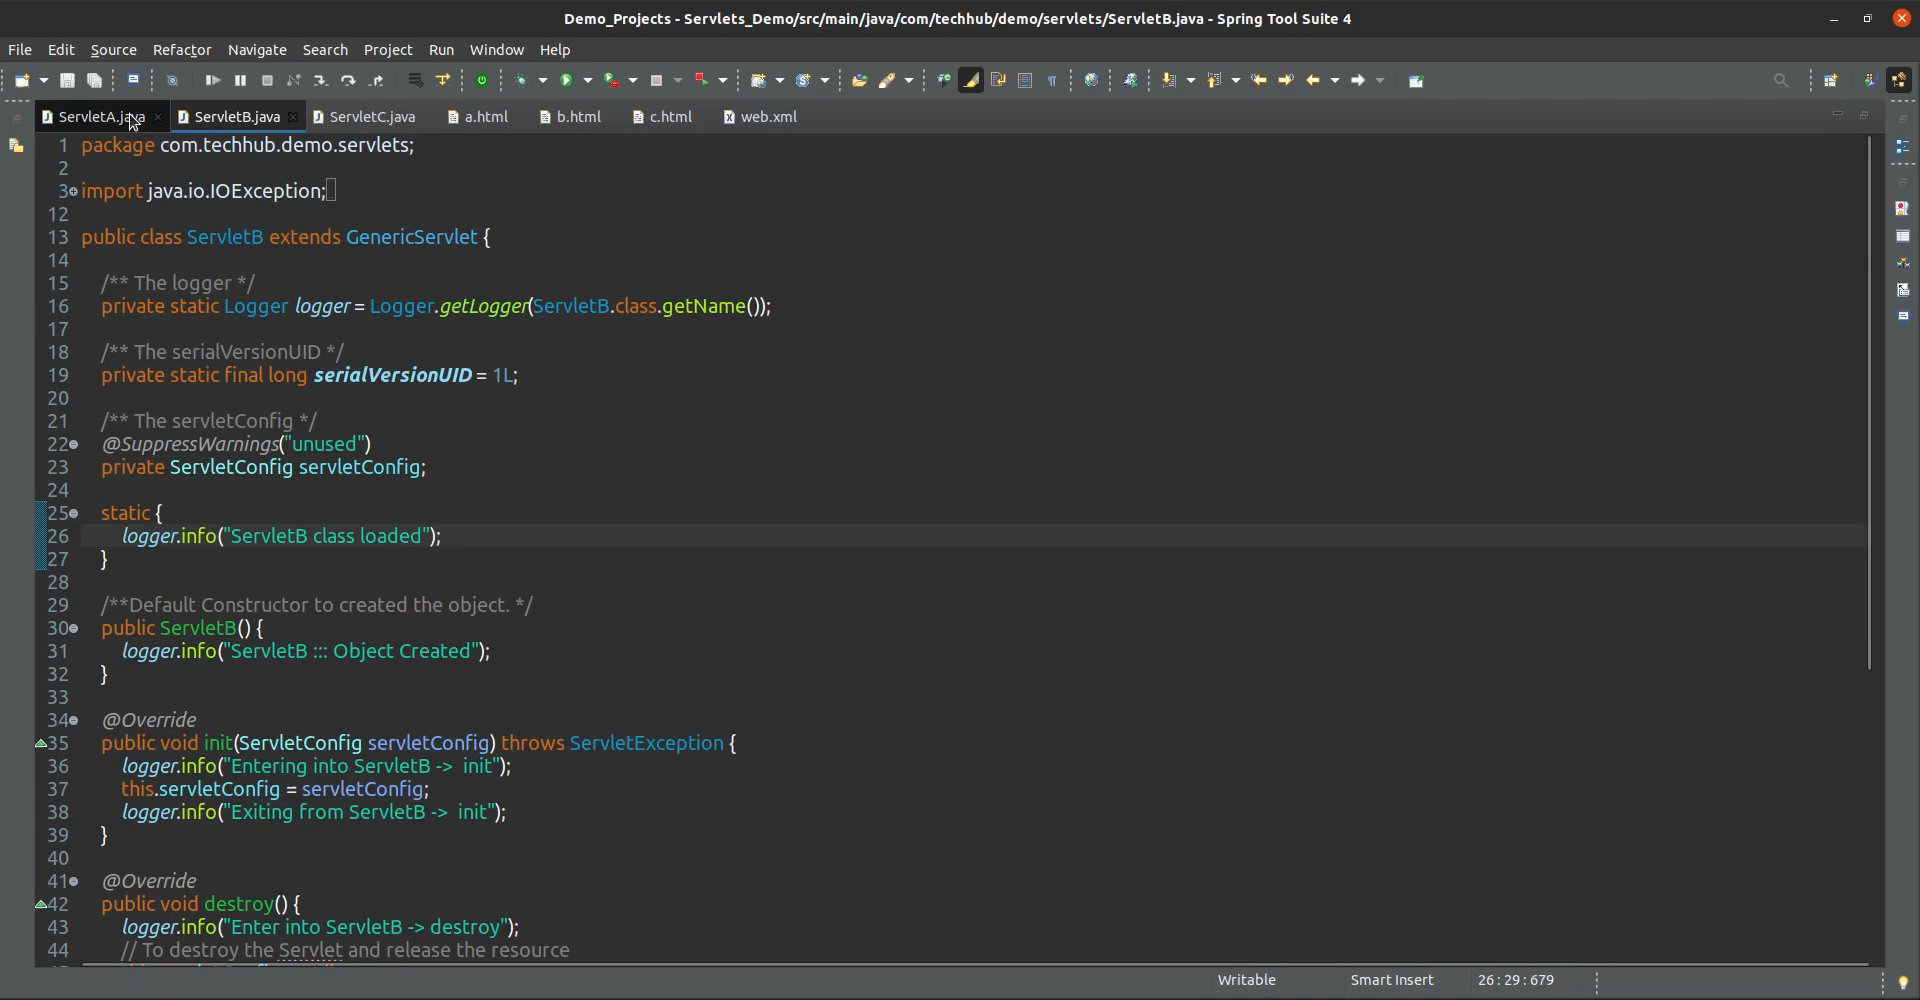 Demo_Projects - Servlets_Demo/src/main/java/com/techhub/demo/servlets/ServletB.java - Spring Tool Suite 4
File Edit Source Refactor Navigate Search Project Run Window Help
ServletA.java ServletB.java ServletC.java a.html b.html c.html web.xml
1 package com.techhub.demo.servlets;
2
3 import java.io.IOException;
12
13 public class ServletB extends GenericServlet {
14
15 /** The logger */
16 private static Logger logger = Logger.getLogger(ServletB.class.getName());
17
18 /** The serialVersionUID */
19 private static final long serialVersionUID = 1L;
20
21 /** The servletConfig */
22 @SuppressWarnings("unused")
23 private ServletConfig servletConfig;
24
25 static {
26 logger.info("ServletB class loaded");
27 }
28
29 /**Default Constructor to created the object. */
30 public ServletB() {
31 logger.info("ServletB ::: Object Created");
32 }
33
34 @Override
35 public void init(ServletConfig servletConfig) throws ServletException {
36 logger.info("Entering into ServletB -> init");
37 this.servletConfig = servletConfig;
38 logger.info("Exiting from ServletB -> init");
39 }
40
41 @Override
42 public void destroy() {
43 logger.info("Enter into ServletB -> destroy");
44 // To destroy the Servlet and release the resource
Writable Smart Insert 26 : 29 : 679